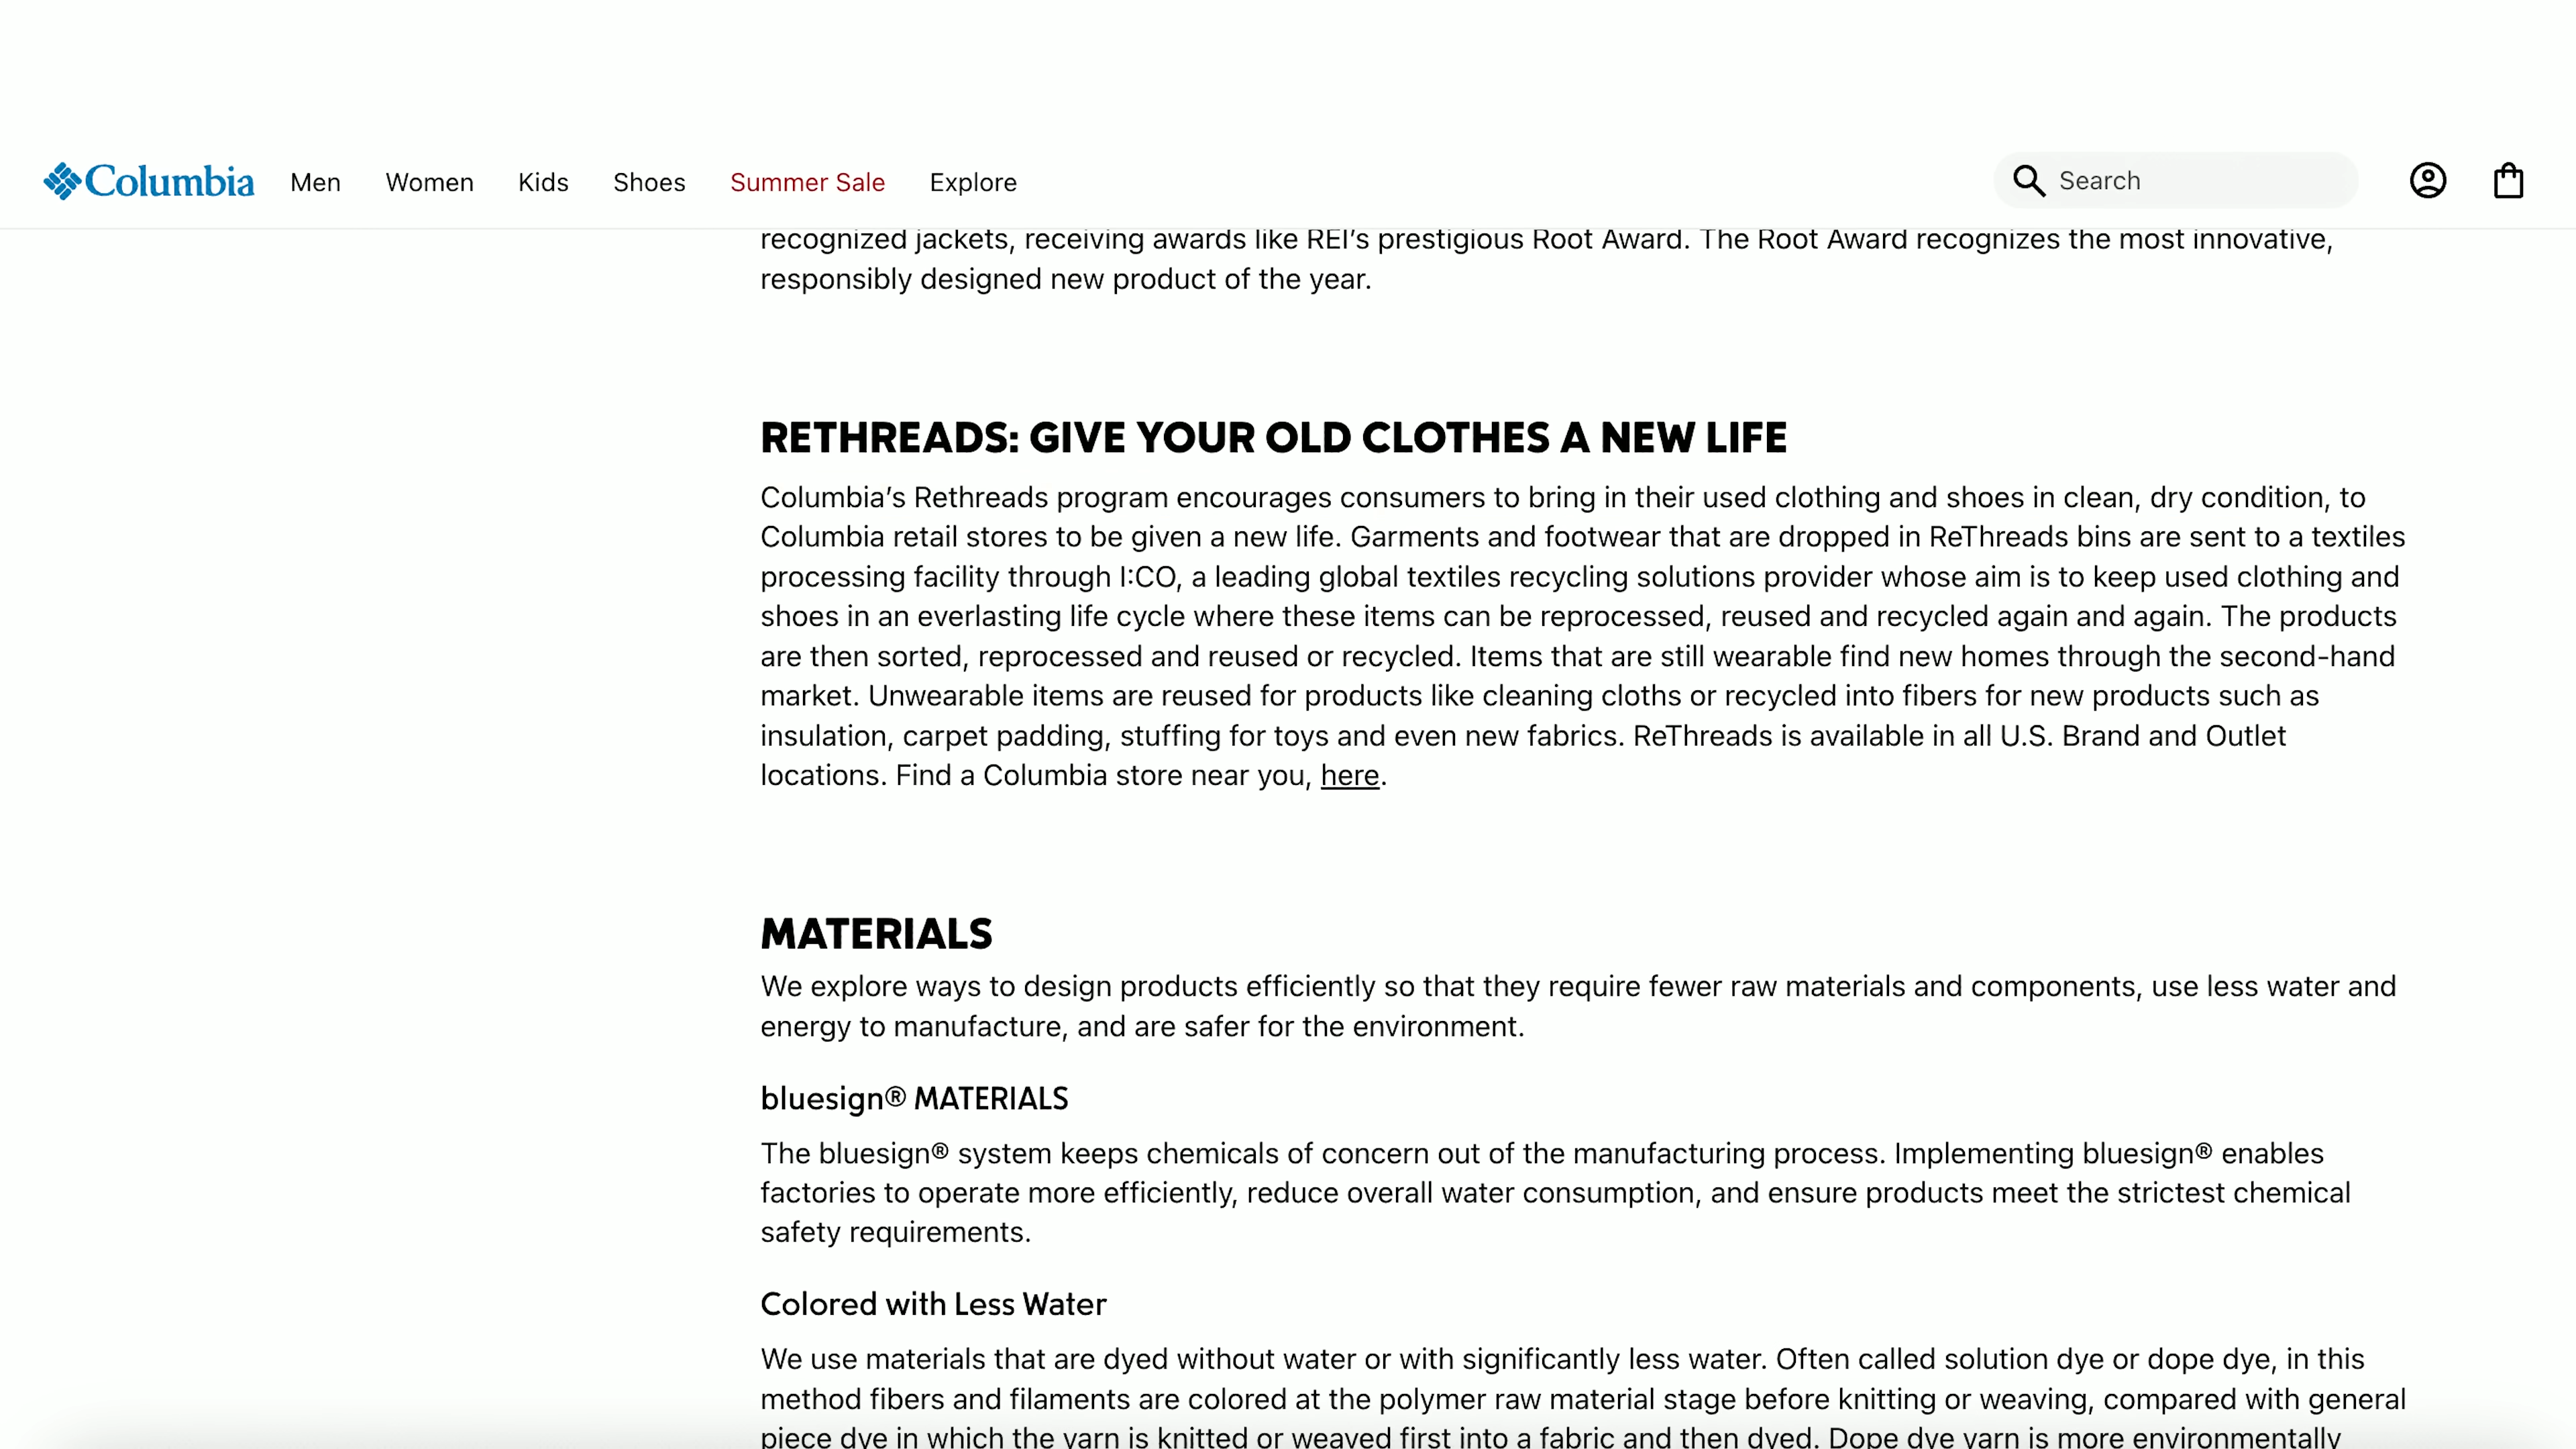 Columbia Men Women Kids Shoes Summer Sale Explore Search
recognized jackets, receiving awards like REI's prestigious Root Award. The Root Award recognizes the most innovative,
responsibly designed new product of the year.
RETHREADS: GIVE YOUR OLD CLOTHES A NEW LIFE
Columbia’s Rethreads program encourages consumers to bring in their used clothing and shoes in clean, dry condition, to
Columbia retail stores to be given a new life. Garments and footwear that are dropped in ReThreads bins are sent to a textiles
processing facility through I:CO, a leading global textiles recycling solutions provider whose aim is to keep used clothing and
shoes in an everlasting life cycle where these items can be reprocessed, reused and recycled again and again. The products
are then sorted, reprocessed and reused or recycled. Items that are still wearable find new homes through the second-hand
market. Unwearable items are reused for products like cleaning cloths or recycled into fibers for new products such as
insulation, carpet padding, stuffing for toys and even new fabrics. ReThreads is available in all U.S. Brand and Outlet
locations. Find a Columbia store near you, here.
MATERIALS
We explore ways to design products efficiently so that they require fewer raw materials and components, use less water and
energy to manufacture, and are safer for the environment.
bluesign® MATERIALS
The bluesign® system keeps chemicals of concern out of the manufacturing process. Implementing bluesign® enables
factories to operate more efficiently, reduce overall water consumption, and ensure products meet the strictest chemical
safety requirements.
Colored with Less Water
We use materials that are dyed without water or with significantly less water. Often called solution dye or dope dye, in this
method fibers and filaments are colored at the polymer raw material stage before knitting or weaving, compared with general
piece dye in which the yarn is knitted or weaved first into a fabric and then dyed. Dope dye yarn is more environmentally